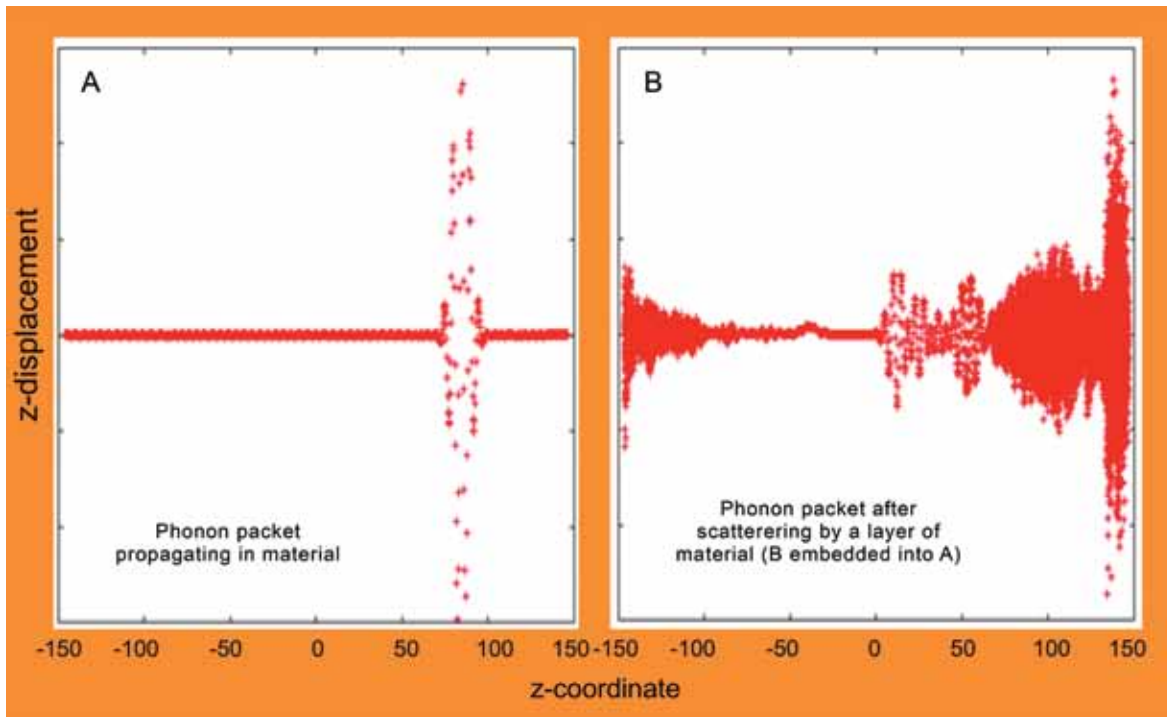 A
B
z-displacement
Phonon packet
propagating in material
Phonon packet after
scatterering by a layer of
material (B embedded into A)
-150 -100 -50 0 50 100 150
-150 -100 -50 0 50 100 150
z-coordinate